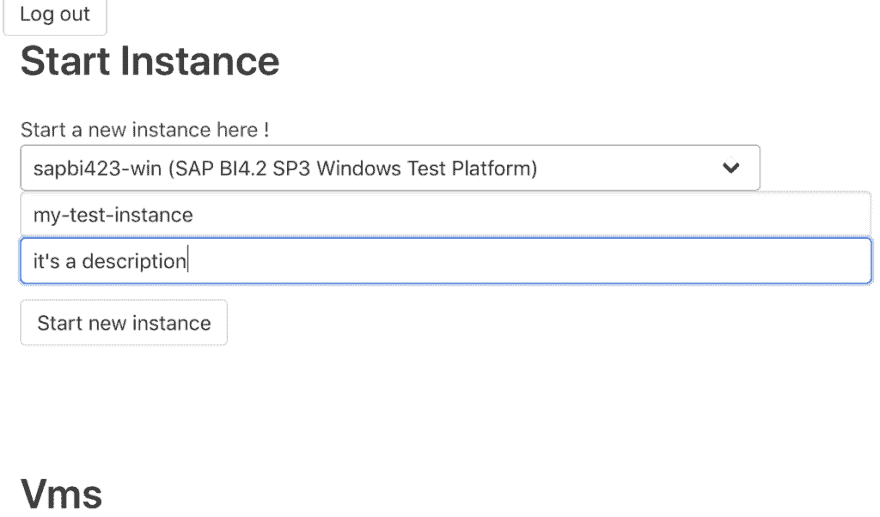 Log out
Start Instance
Start a new instance here !
sapbi423-win (SAP BI4.2 SP3 Windows Test Platform)
my-test-instance
it's a description
Start new instance
Vms